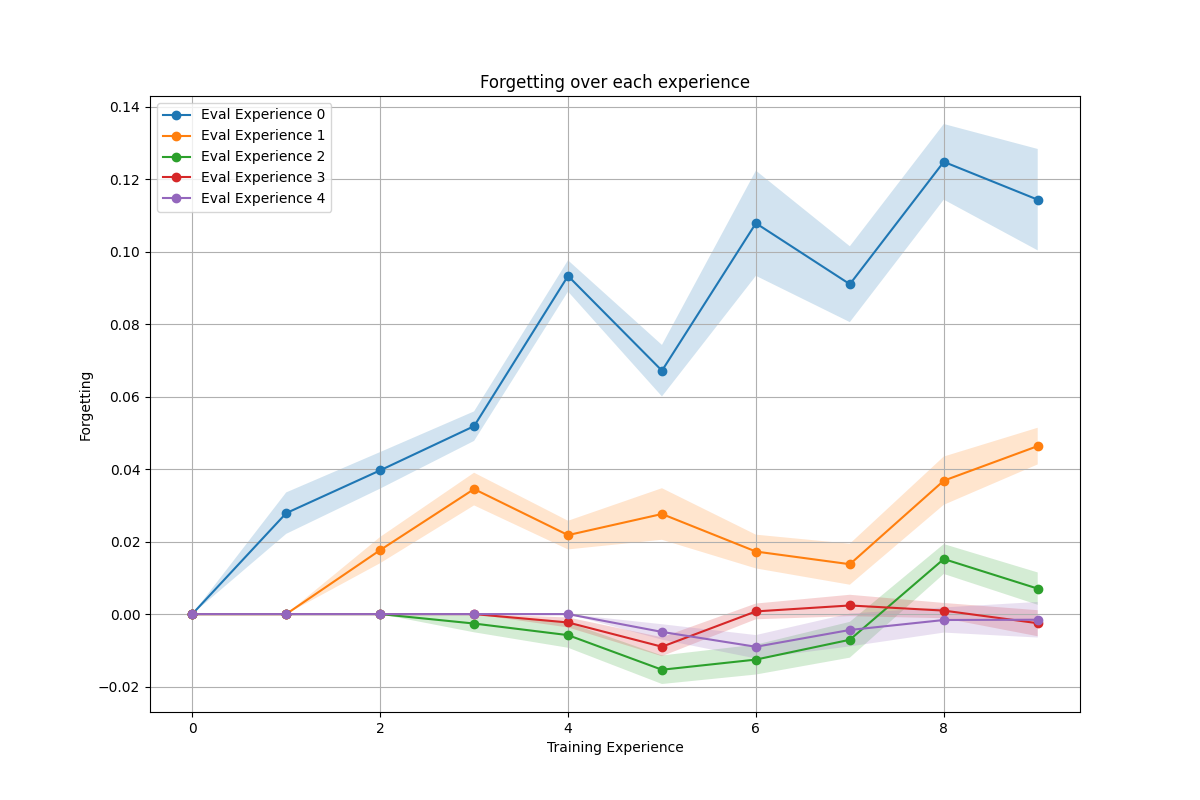 Forgetting over each experience
0.14
0.12
0.10
0.08
0.06
0.04
0.02
0.00
−0.02
Forgetting
Eval Experience 0
Eval Experience 1
Eval Experience 2
Eval Experience 3
Eval Experience 4
0 2 4 6 8
Training Experience